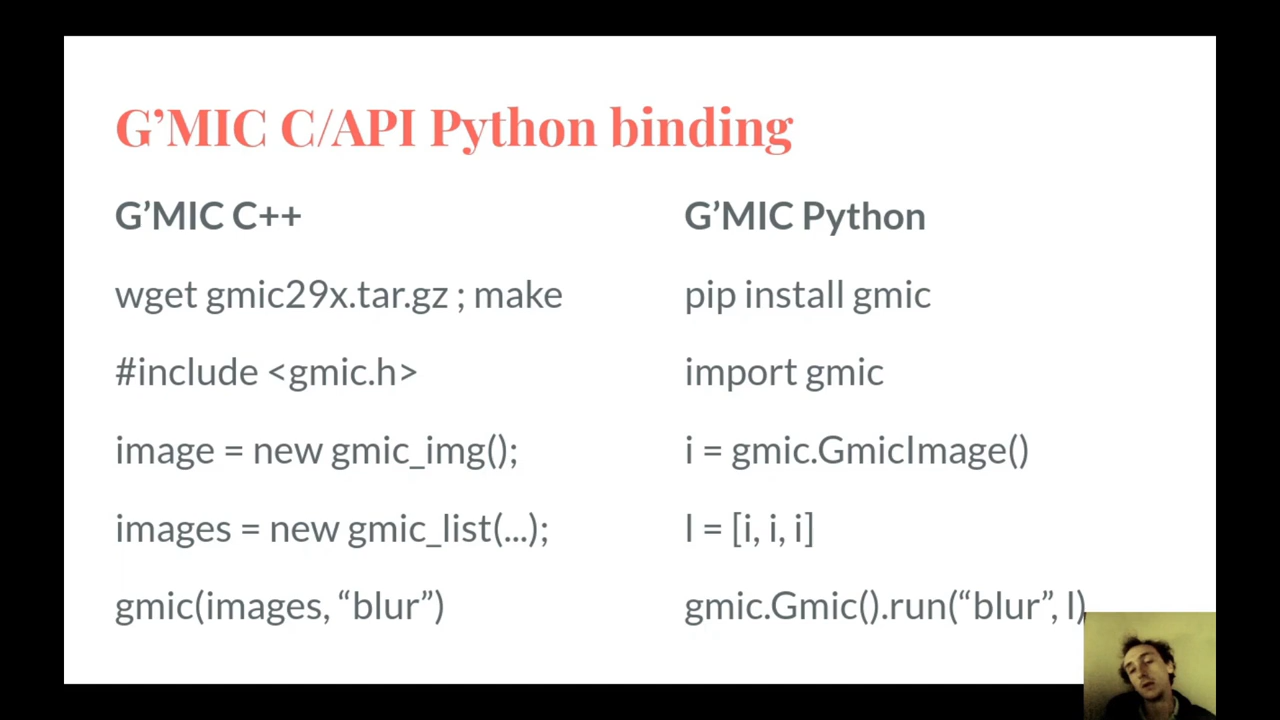 G’MIC C/API Python binding
G’MIC C++
wget gmic29x.tar.gz ; make
#include <gmic.h>
image = new gmic_img();
images = new gmic_list(...);
gmic(images, “blur”)
G’MIC Python
pip install gmic
import gmic
i = gmic.GmicImage()
l = [i, i, i]
gmic.Gmic().run(“blur”, l)